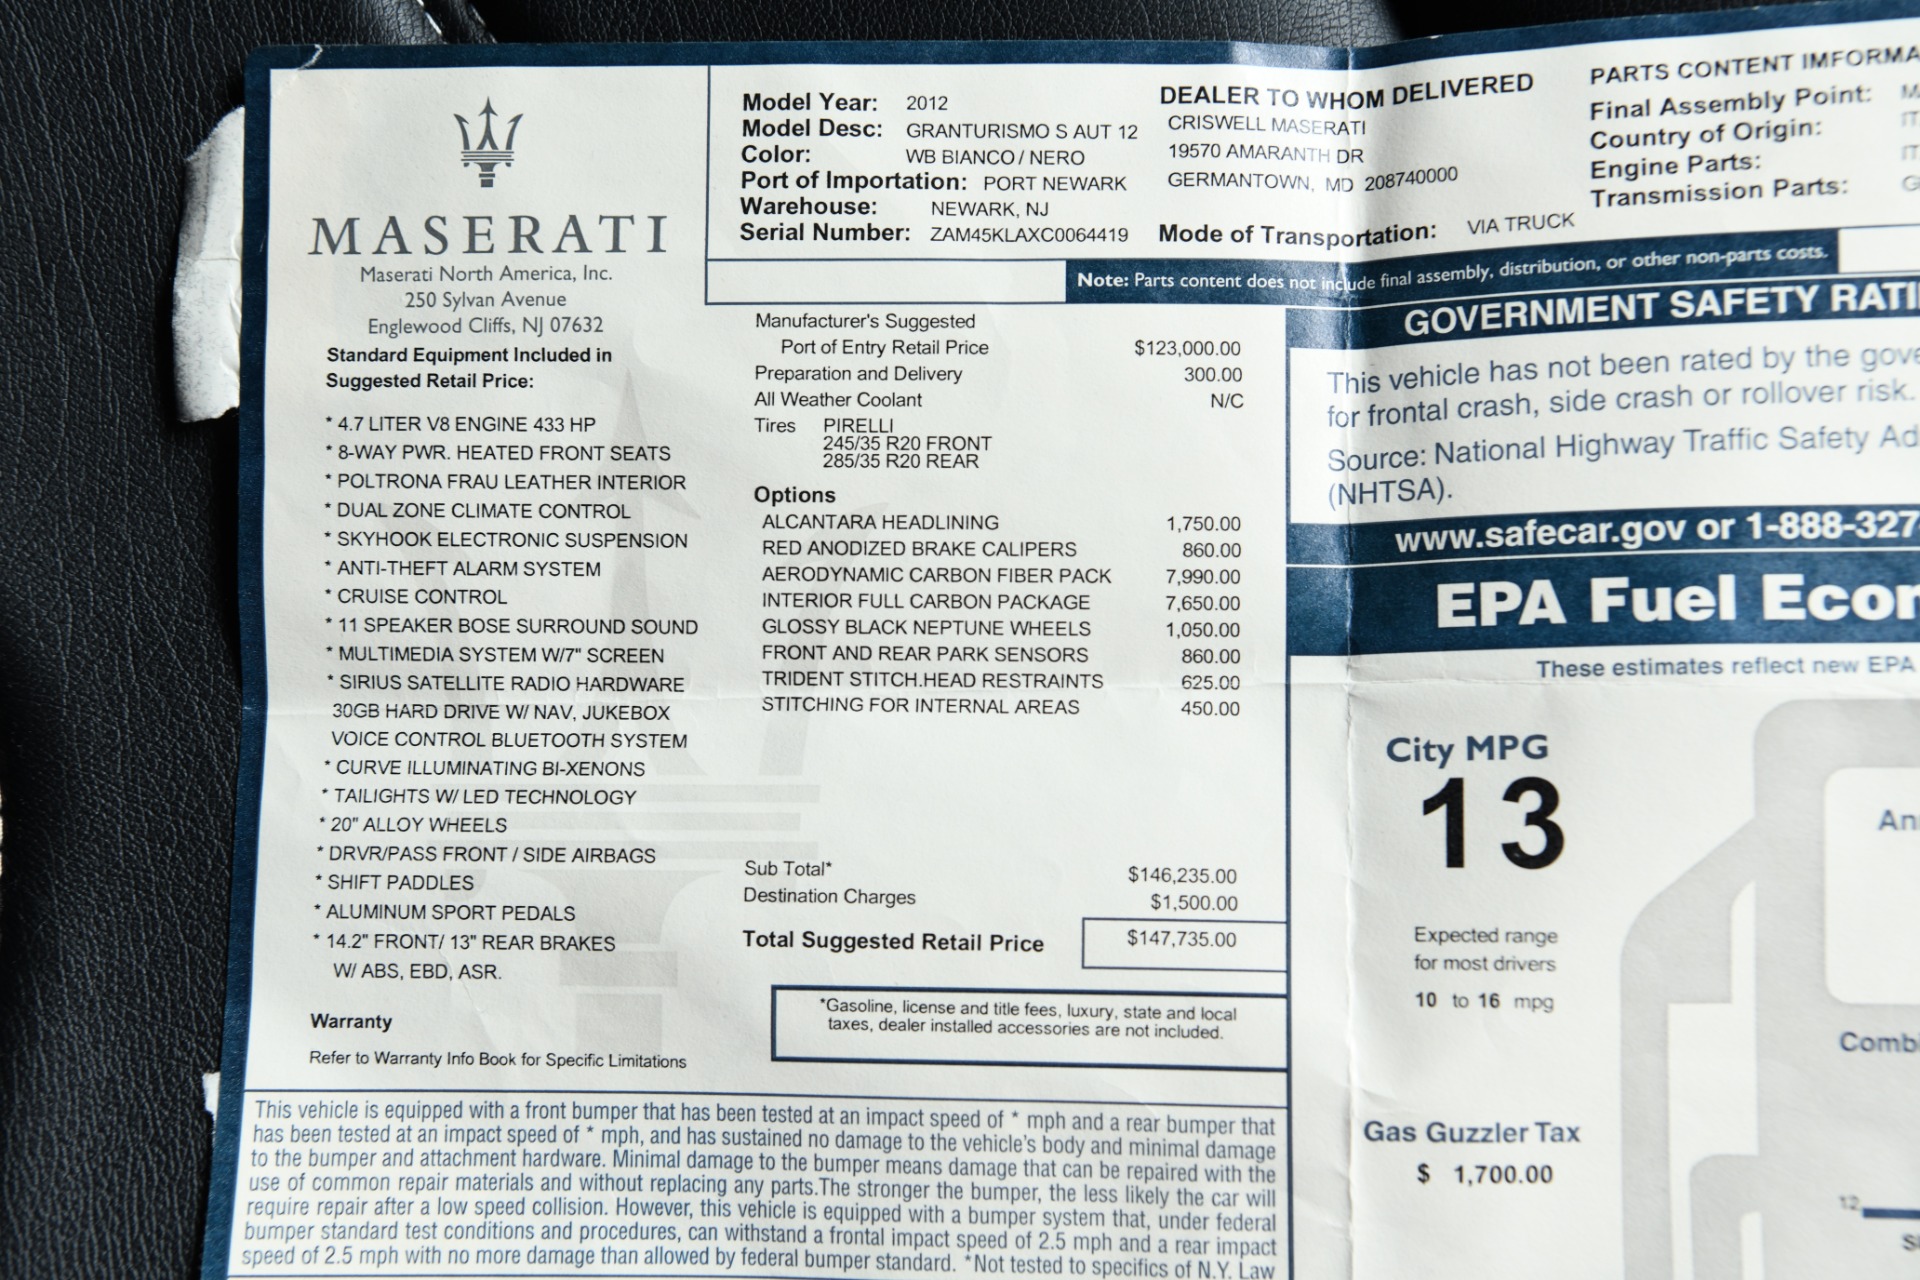 MASERATI
Maserati North America, Inc.
250 Sylvan Avenue
Englewood Cliffs, NJ 07632
Standard Equipment Included in
Suggested Retail Price:
* 4.7 LITER V8 ENGINE 433 HP
* 8-WAY PWR. HEATED FRONT SEATS
* POLTRONA FRAU LEATHER INTERIOR
* DUAL ZONE CLIMATE CONTROL
* SKYHOOK ELECTRONIC SUSPENSION
* ANTI-THEFT ALARM SYSTEM
* CRUISE CONTROL
* 11 SPEAKER BOSE SURROUND SOUND
* MULTIMEDIA SYSTEM W/7" SCREEN
* SIRIUS SATELLITE RADIO HARDWARE
30GB HARD DRIVE W/ NAV, JUKEBOX
VOICE CONTROL BLUETOOTH SYSTEM
* CURVE ILLUMINATING BI-XENONS
* TAILIGHTS W/ LED TECHNOLOGY
* 20" ALLOY WHEELS
* DRVR/PASS FRONT / SIDE AIRBAGS
* SHIFT PADDLES
* ALUMINUM SPORT PEDALS
* 14.2" FRONT/ 13" REAR BRAKES
W/ ABS, EBD, ASR.
Warranty
Refer to Warranty Info Book for Specific Limitations
Model Year: 2012
Model Desc: GRANTURISMO S AUT 12
Color: WB BIANCO / NERO
Port of Importation: PORT NEWARK
Warehouse: NEWARK, NJ
Serial Number: ZAM45KLAXC0064419
DEALER TO WHOM DELIVERED
CRISWELL MASERATI
19570 AMARANTH DR
GERMANTOWN, MD 208740000
Mode of Transportation: VIA TRUCK
PARTS CONTENT IMFORMA
Final Assembly Point:
Country of Origin:
Engine Parts:
Transmission Parts:
Note: Parts content does not include final assembly, distribution, or other non-parts costs.
Manufacturer's Suggested
Port of Entry Retail Price $123,000.00
Preparation and Delivery 300.00
All Weather Coolant N/C
Tires PIRELLI
245/35 R20 FRONT
285/35 R20 REAR
Options
ALCANTARA HEADLINING 1,750.00
RED ANODIZED BRAKE CALIPERS 860.00
AERODYNAMIC CARBON FIBER PACK 7,990.00
INTERIOR FULL CARBON PACKAGE 7,650.00
GLOSSY BLACK NEPTUNE WHEELS 1,050.00
FRONT AND REAR PARK SENSORS 860.00
TRIDENT STITCH.HEAD RESTRAINTS 625.00
STITCHING FOR INTERNAL AREAS 450.00
Sub Total* $146,235.00
Destination Charges $1,500.00
Total Suggested Retail Price $147,735.00
*Gasoline, license and title fees, luxury, state and local
taxes, dealer installed accessories are not included.
GOVERNMENT SAFETY RATI
This vehicle has not been rated by the gove
for frontal crash, side crash or rollover risk.
Source: National Highway Traffic Safety Ad
(NHTSA).
www.safecar.gov or 1-888-327
EPA Fuel Econ
These estimates reflect new EPA
City MPG
13
Expected range
for most drivers
10 to 16 mpg
Gas Guzzler Tax
$ 1,700.00
Comb
12
This vehicle is equipped with a front bumper that has been tested at an impact speed of * mph and a rear bumper that
has been tested at an impact speed of * mph, and has sustained no damage to the vehicle's body and minimal damage
to the bumper and attachment hardware. Minimal damage to the bumper means damage that can be repaired with the
use of common repair materials and without replacing any parts.The stronger the bumper, the less likely the car will
require repair after a low speed collision. However, this vehicle is equipped with a bumper system that, under federal
bumper standard test conditions and procedures, can withstand a frontal impact speed of 2.5 mph and a rear impact
speed of 2.5 mph with no more damage than allowed by federal bumper standard. *Not tested to specifics of N.Y. Law